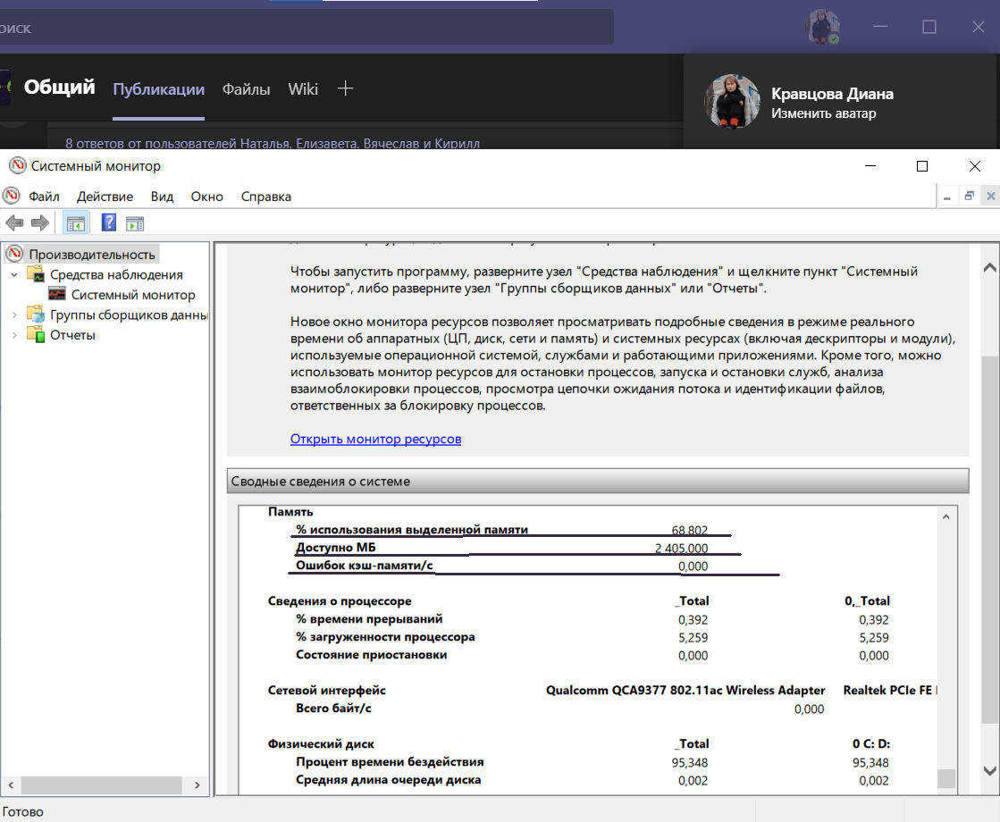 оиск
Общий Публикации Файлы Wiki
Кравцова Диана
Изменить аватар
8 ответов от пользователей Наталья, Елизавета, Вячеслав и Кирилл
Системный монитор
Файл Действие Вид Окно Справка
Производительность
Средства наблюдения
Системный монитор
Группы сборщиков данны
Отчеты
Чтобы запустить программу, разверните узел "Средства наблюдения" и щелкните пункт "Системный
монитор", либо разверните узел "Группы сборщиков данных" или "Отчеты".
Новое окно монитора ресурсов позволяет просматривать подробные сведения в режиме реального
времени об аппаратных (ЦП, диск, сети и память) и системных ресурсах (включая дескрипторы и модули),
используемые операционной системой, службами и работающими приложениями. Кроме того, можно
использовать монитор ресурсов для остановки процессов, запуска и остановки служб, анализа
взаимоблокировки процессов, просмотра цепочки ожидания потока и идентификации файлов,
ответственных за блокировку процессов.
Открыть монитор ресурсов
Сводные сведения о системе
Память
% использования выделенной памяти 68,802
Доступно МБ 2 405,000
Ошибок кэш-памяти/с 0,000
Сведения о процессоре _Total 0,_Total
% времени прерываний 0,392 0,392
% загруженности процессора 5,259 5,259
Состояние приостановки 0,000 0,000
Сетевой интерфейс Qualcomm QCA9377 802.11ac Wireless Adapter Realtek PCIe FE
Всего байт/с 0,000
Физический диск _Total 0 C: D:
Процент времени бездействия 95,348 95,348
Средняя длина очереди диска 0,002 0,002
Готово